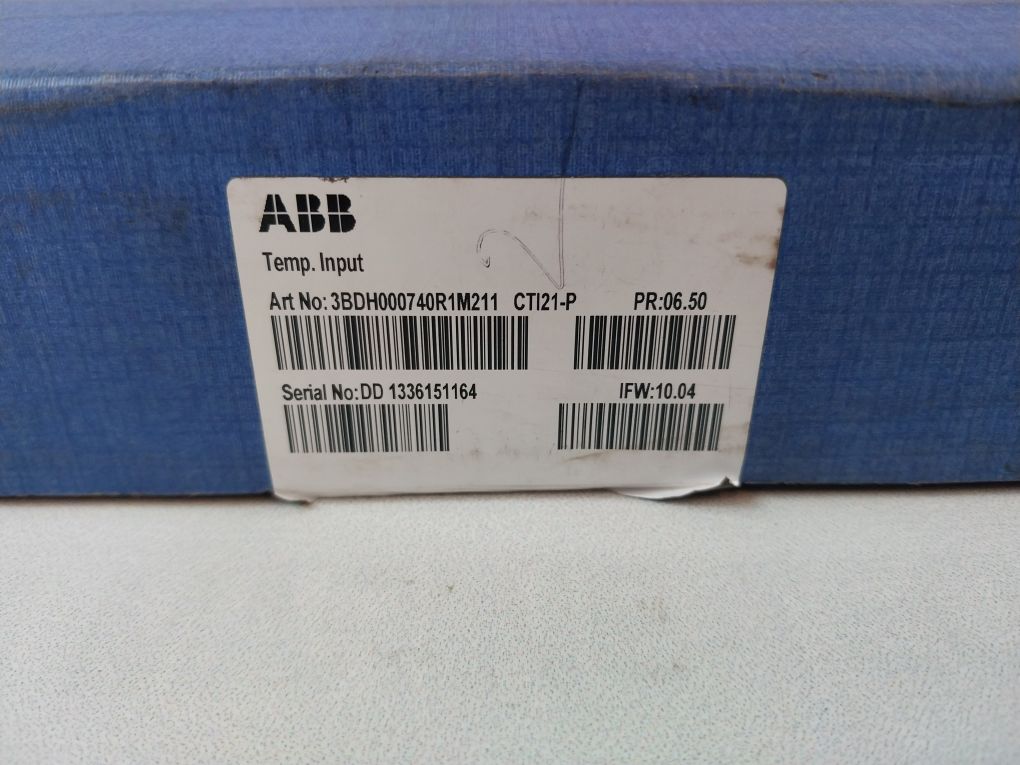 ABB
Temp. Input
Art No: 3BDH000740R1M211 CTI21-P PR:06.50
Serial No:DD 1336151164 IFW:10.04